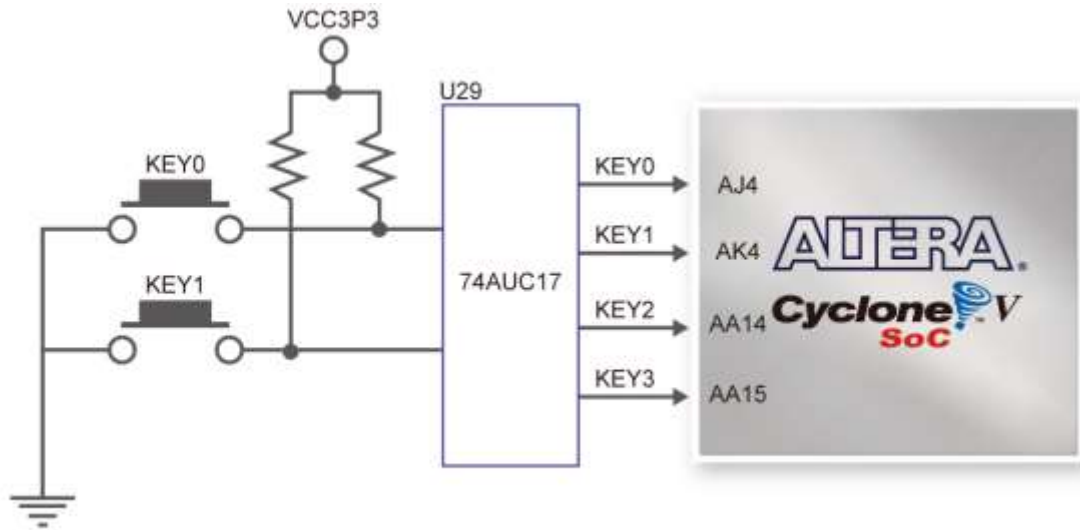 VCC3P3
U29
KEY0
KEY1
74AUC17
KEY0
KEY1
KEY2
KEY3
AJ4
AK4
AA14
AA15
ALTERA.
Cyclone V
SoC